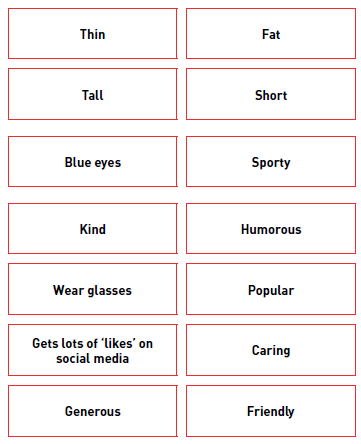 Thin
Fat
Tall
Short
Blue eyes
Sporty
Kind
Humorous
Wear glasses
Popular
Gets lots of ‘likes’ on
social media
Caring
Generous
Friendly